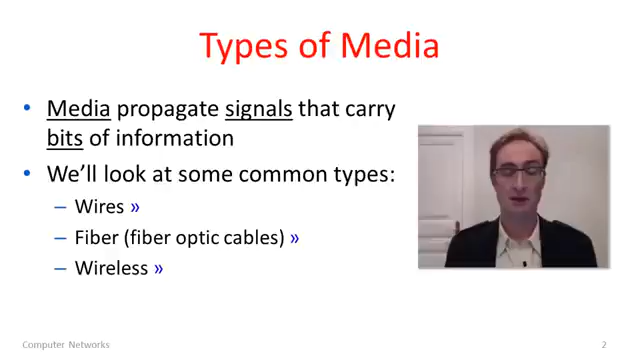 Types of Media
• Media propagate signals that carry
bits of information
• We'll look at some common types:
– Wires »
– Fiber (fiber optic cables) »
– Wireless »
Computer Networks
2